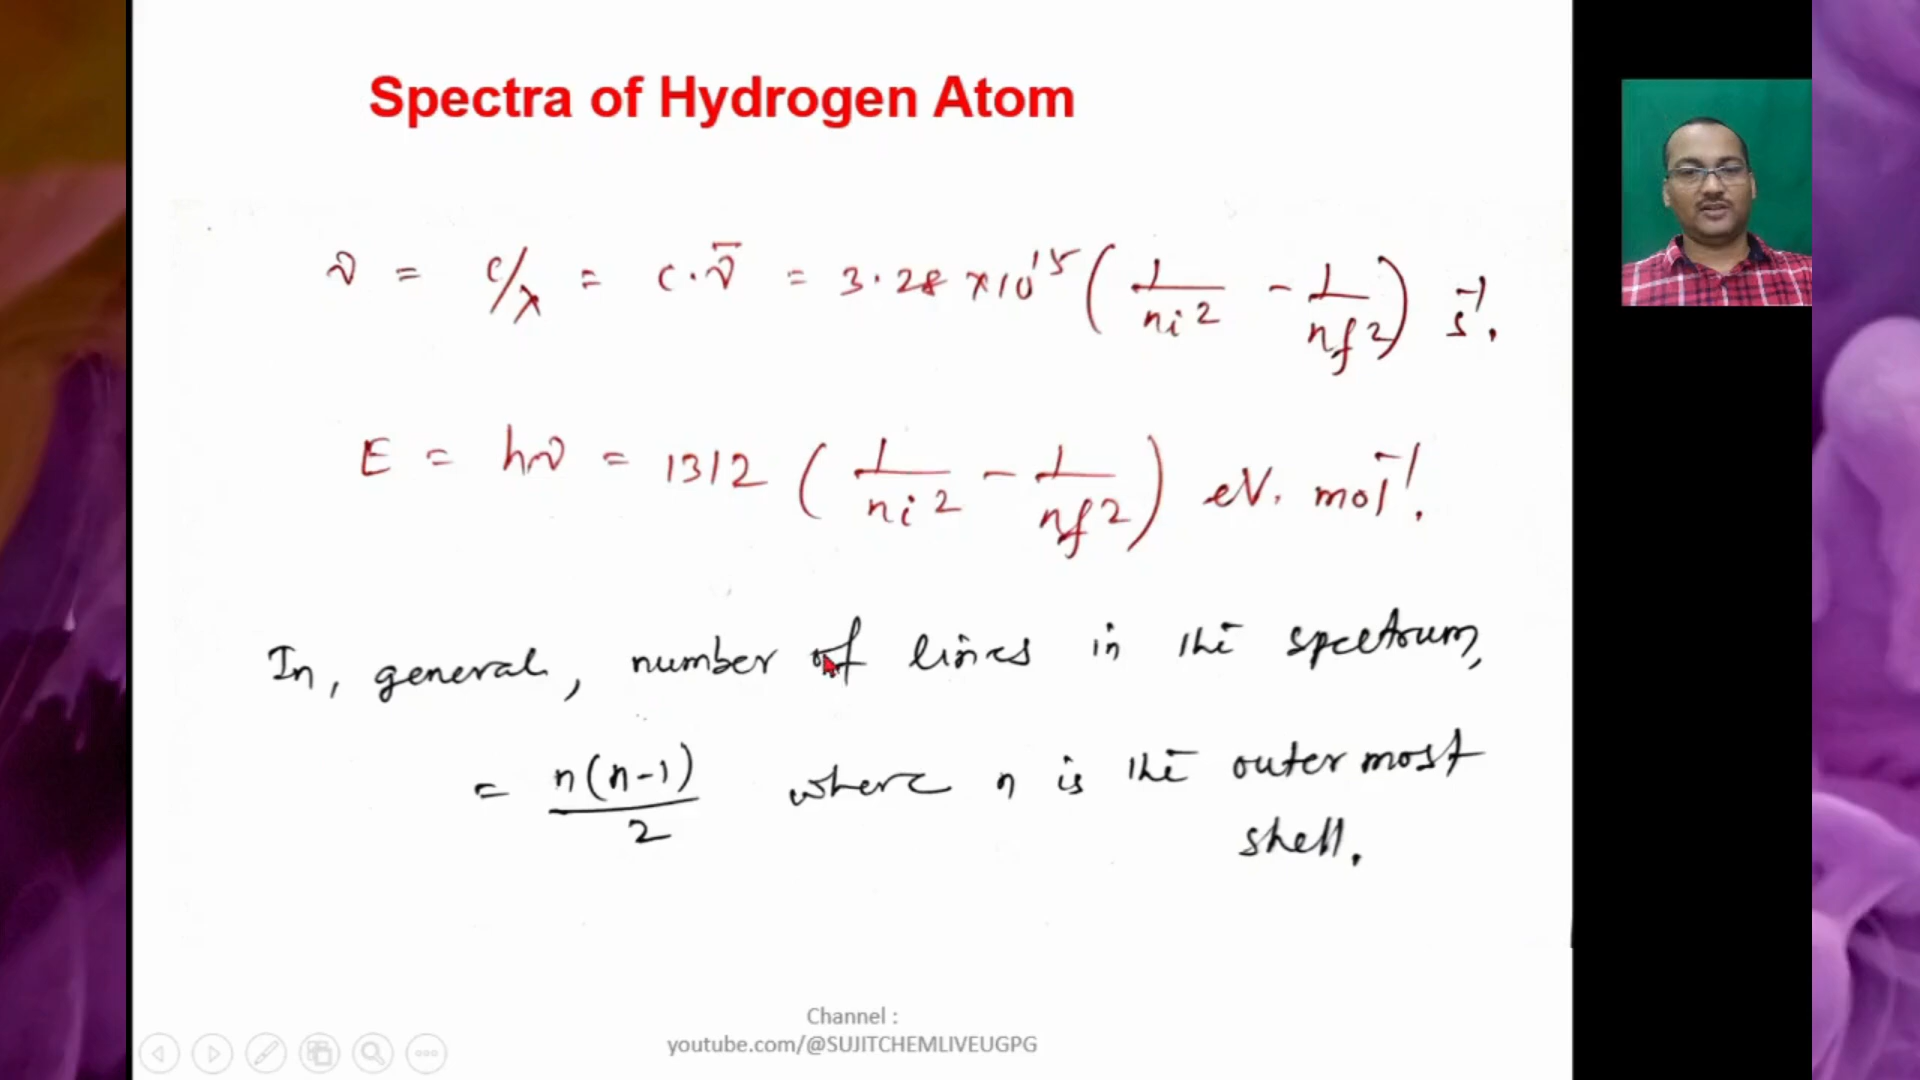 Spectra of Hydrogen Atom
ν = c/λ = c.ν̅ = 3.28 ×10¹⁵ ( 1/ni² - 1/nf² ) s⁻¹.
E = hν = 1312 ( 1/ni² - 1/nf² ) eV. mol⁻¹.
In, general, number of lines in the spectrum,
= n(n-1)/2 where n is the outer most
shell.
Channel :
youtube.com/@SUJITCHEMLIVEUGPG